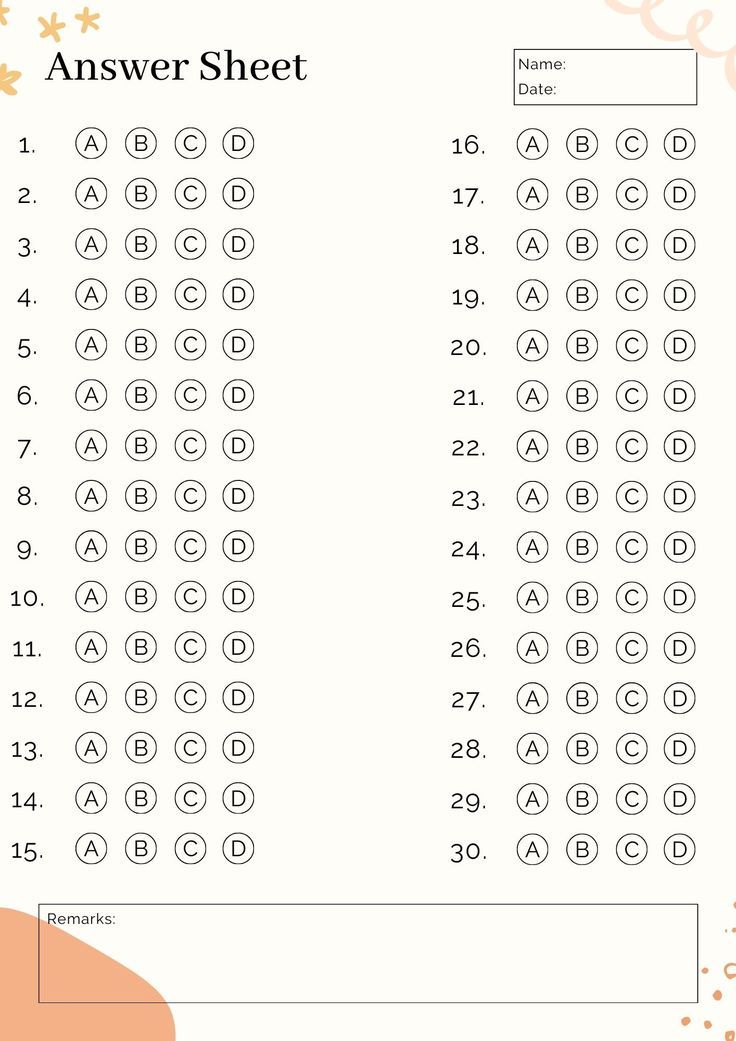 Answer Sheet
Name:
Date:
1. A B C D
2. A B C D
3. A B C D
4. A B C D
5. A B C D
6. A B C D
7. A B C D
8. A B C D
9. A B C D
10. A B C D
11. A B C D
12. A B C D
13. A B C D
14. A B C D
15. A B C D
16. A B C D
17. A B C D
18. A B C D
19. A B C D
20. A B C D
21. A B C D
22. A B C D
23. A B C D
24. A B C D
25. A B C D
26. A B C D
27. A B C D
28. A B C D
29. A B C D
30. A B C D
Remarks: